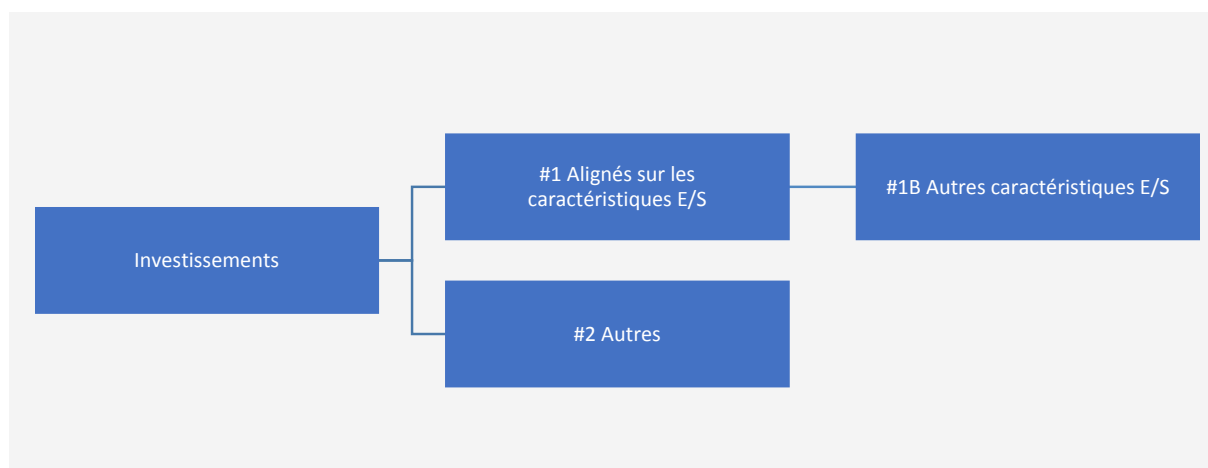 Investissements
#1 Alignés sur les
caractéristiques E/S
#1B Autres caractéristiques E/S
#2 Autres